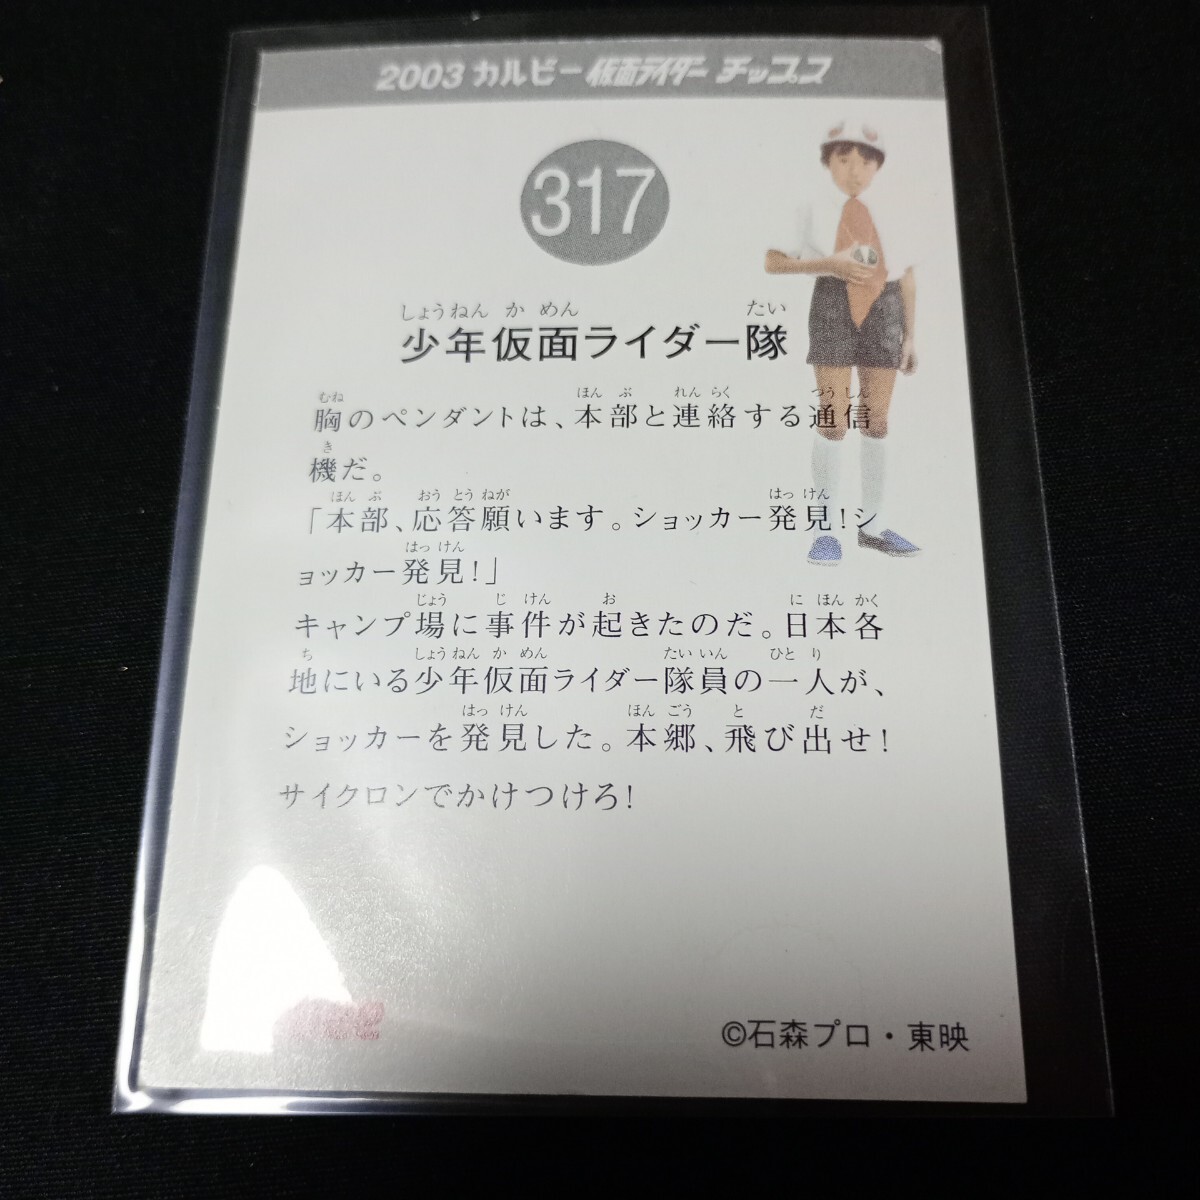 2003 カルビー 仮面ライダー チップス
317
しょうねん か めん たい
少年仮面ライダー隊
むね ほん ぶ れん らく つう しん
胸のペンダントは、本部と連絡する通信
き
機だ。
ほん ぶ おう とう ねが はっ けん
「本部、応答願います。ショッカー発見!シ
はっ けん
ョッカー発見!」
じょう じ けん お に ほん かく
キャンプ場に事件が起きたのだ。日本各
ち しょう ねん か めん たい いん ひと り
地にいる少年仮面ライダー隊員の一人が、
はっ けん ほん ごう と だ
ショッカーを発見した。本郷、飛び出せ!
サイクロンでかけつけろ!
©石森プロ・東映